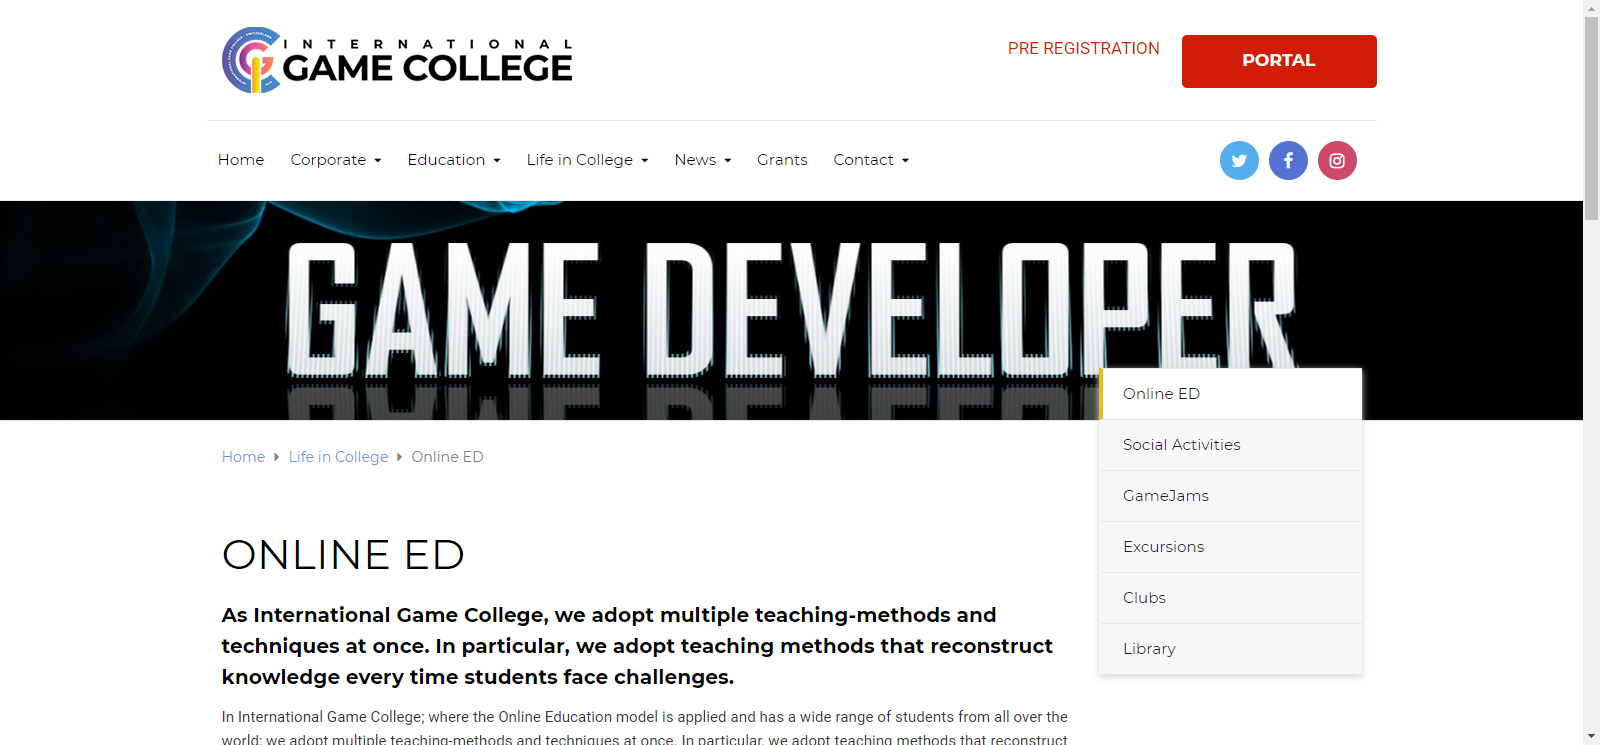 INTERNATIONAL
GAME COLLEGE
PRE REGISTRATION
PORTAL
Home
Corporate
Education
Life in College
News
Grants
Contact
GAME DEVELOPER
Online ED
Social Activities
GameJams
Excursions
Clubs
Library
Home
Life in College
Online ED
ONLINE ED
As International Game College, we adopt multiple teaching-methods and
techniques at once. In particular, we adopt teaching methods that reconstruct
knowledge every time students face challenges.
In International Game College; where the Online Education model is applied and has a wide range of students from all over the
world; we adopt multiple teaching-methods and techniques at once. In particular, we adopt teaching methods that reconstruct